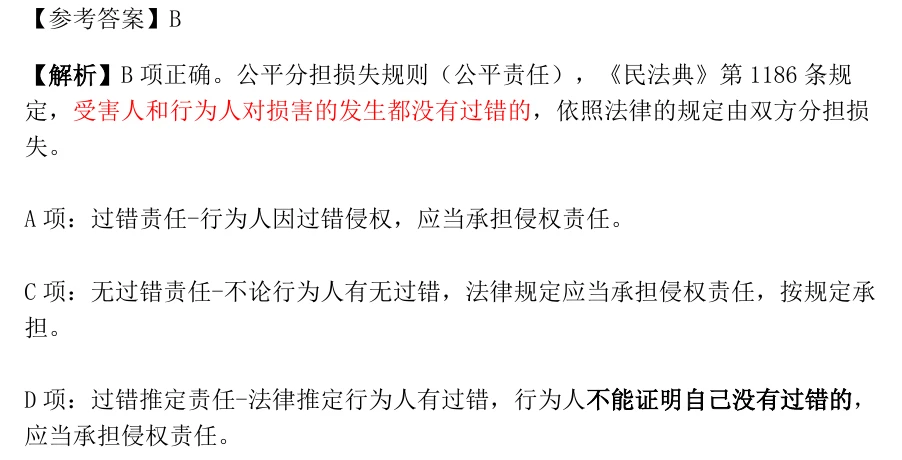 【参考答案】B
【解析】B 项正确。公平分担损失规则（公平责任），《民法典》第 1186 条规
定，受害人和行为人对损害的发生都没有过错的，依照法律的规定由双方分担损
失。
A 项：过错责任-行为人因过错侵权，应当承担侵权责任。
C 项：无过错责任-不论行为人有无过错，法律规定应当承担侵权责任，按规定承
担。
D 项：过错推定责任-法律推定行为人有过错，行为人不能证明自己没有过错的，
应当承担侵权责任。